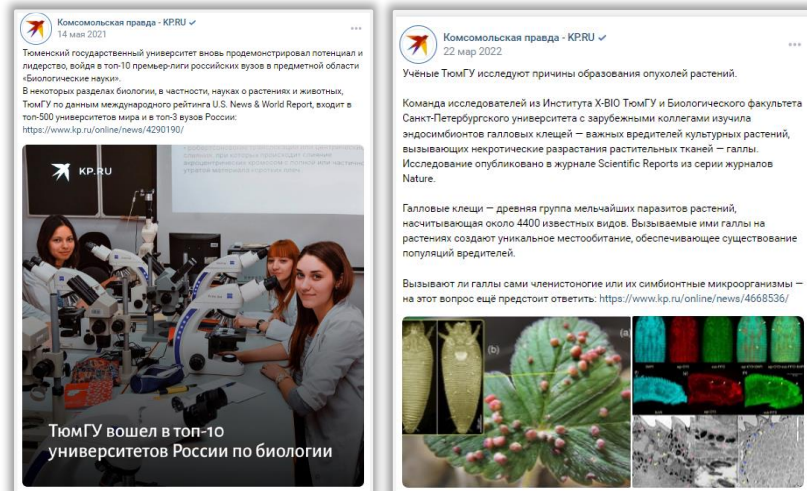 Комсомольская правда - KP.RU
14 мая 2021
Тюменский государственный университет вновь продемонстрировал потенциал и
лидерство, войдя в топ-10 премьер-лиги российских вузов в предметной области
«Биологические науки».
В некоторых разделах биологии, в частности, науках о растениях и животных,
ТюмГУ по данным международного рейтинга U.S. News & World Report, входит в
топ-500 университетов мира и в топ-3 вузов России:
https://www.kp.ru/online/news/4290190/
KP.RU
ТюмГУ вошел в топ-10
университетов России по биологии
Комсомольская правда - KP.RU
22 мар 2022
Учёные ТюмГУ исследуют причины образования опухолей растений.
Команда исследователей из Института X-BIO ТюмГУ и Биологического факультета
Санкт-Петербургского университета с зарубежными коллегами изучила
эндосимбионтов галловых клещей — важных вредителей культурных растений,
вызывающих некротические разрастания растительных тканей — галлы.
Исследование опубликовано в журнале Scientific Reports из серии журналов
Nature.
Галловые клещи — древняя группа мельчайших паразитов растений,
насчитывающая около 4400 известных видов. Вызываемые ими галлы на
растениях создают уникальное местообитание, обеспечивающее существование
популяций вредителей.
Вызывают ли галлы сами членистоногие или их симбионтные микроорганизмы —
на этот вопрос ещё предстоит ответить: https://www.kp.ru/online/news/4668536/
(b)
(a)